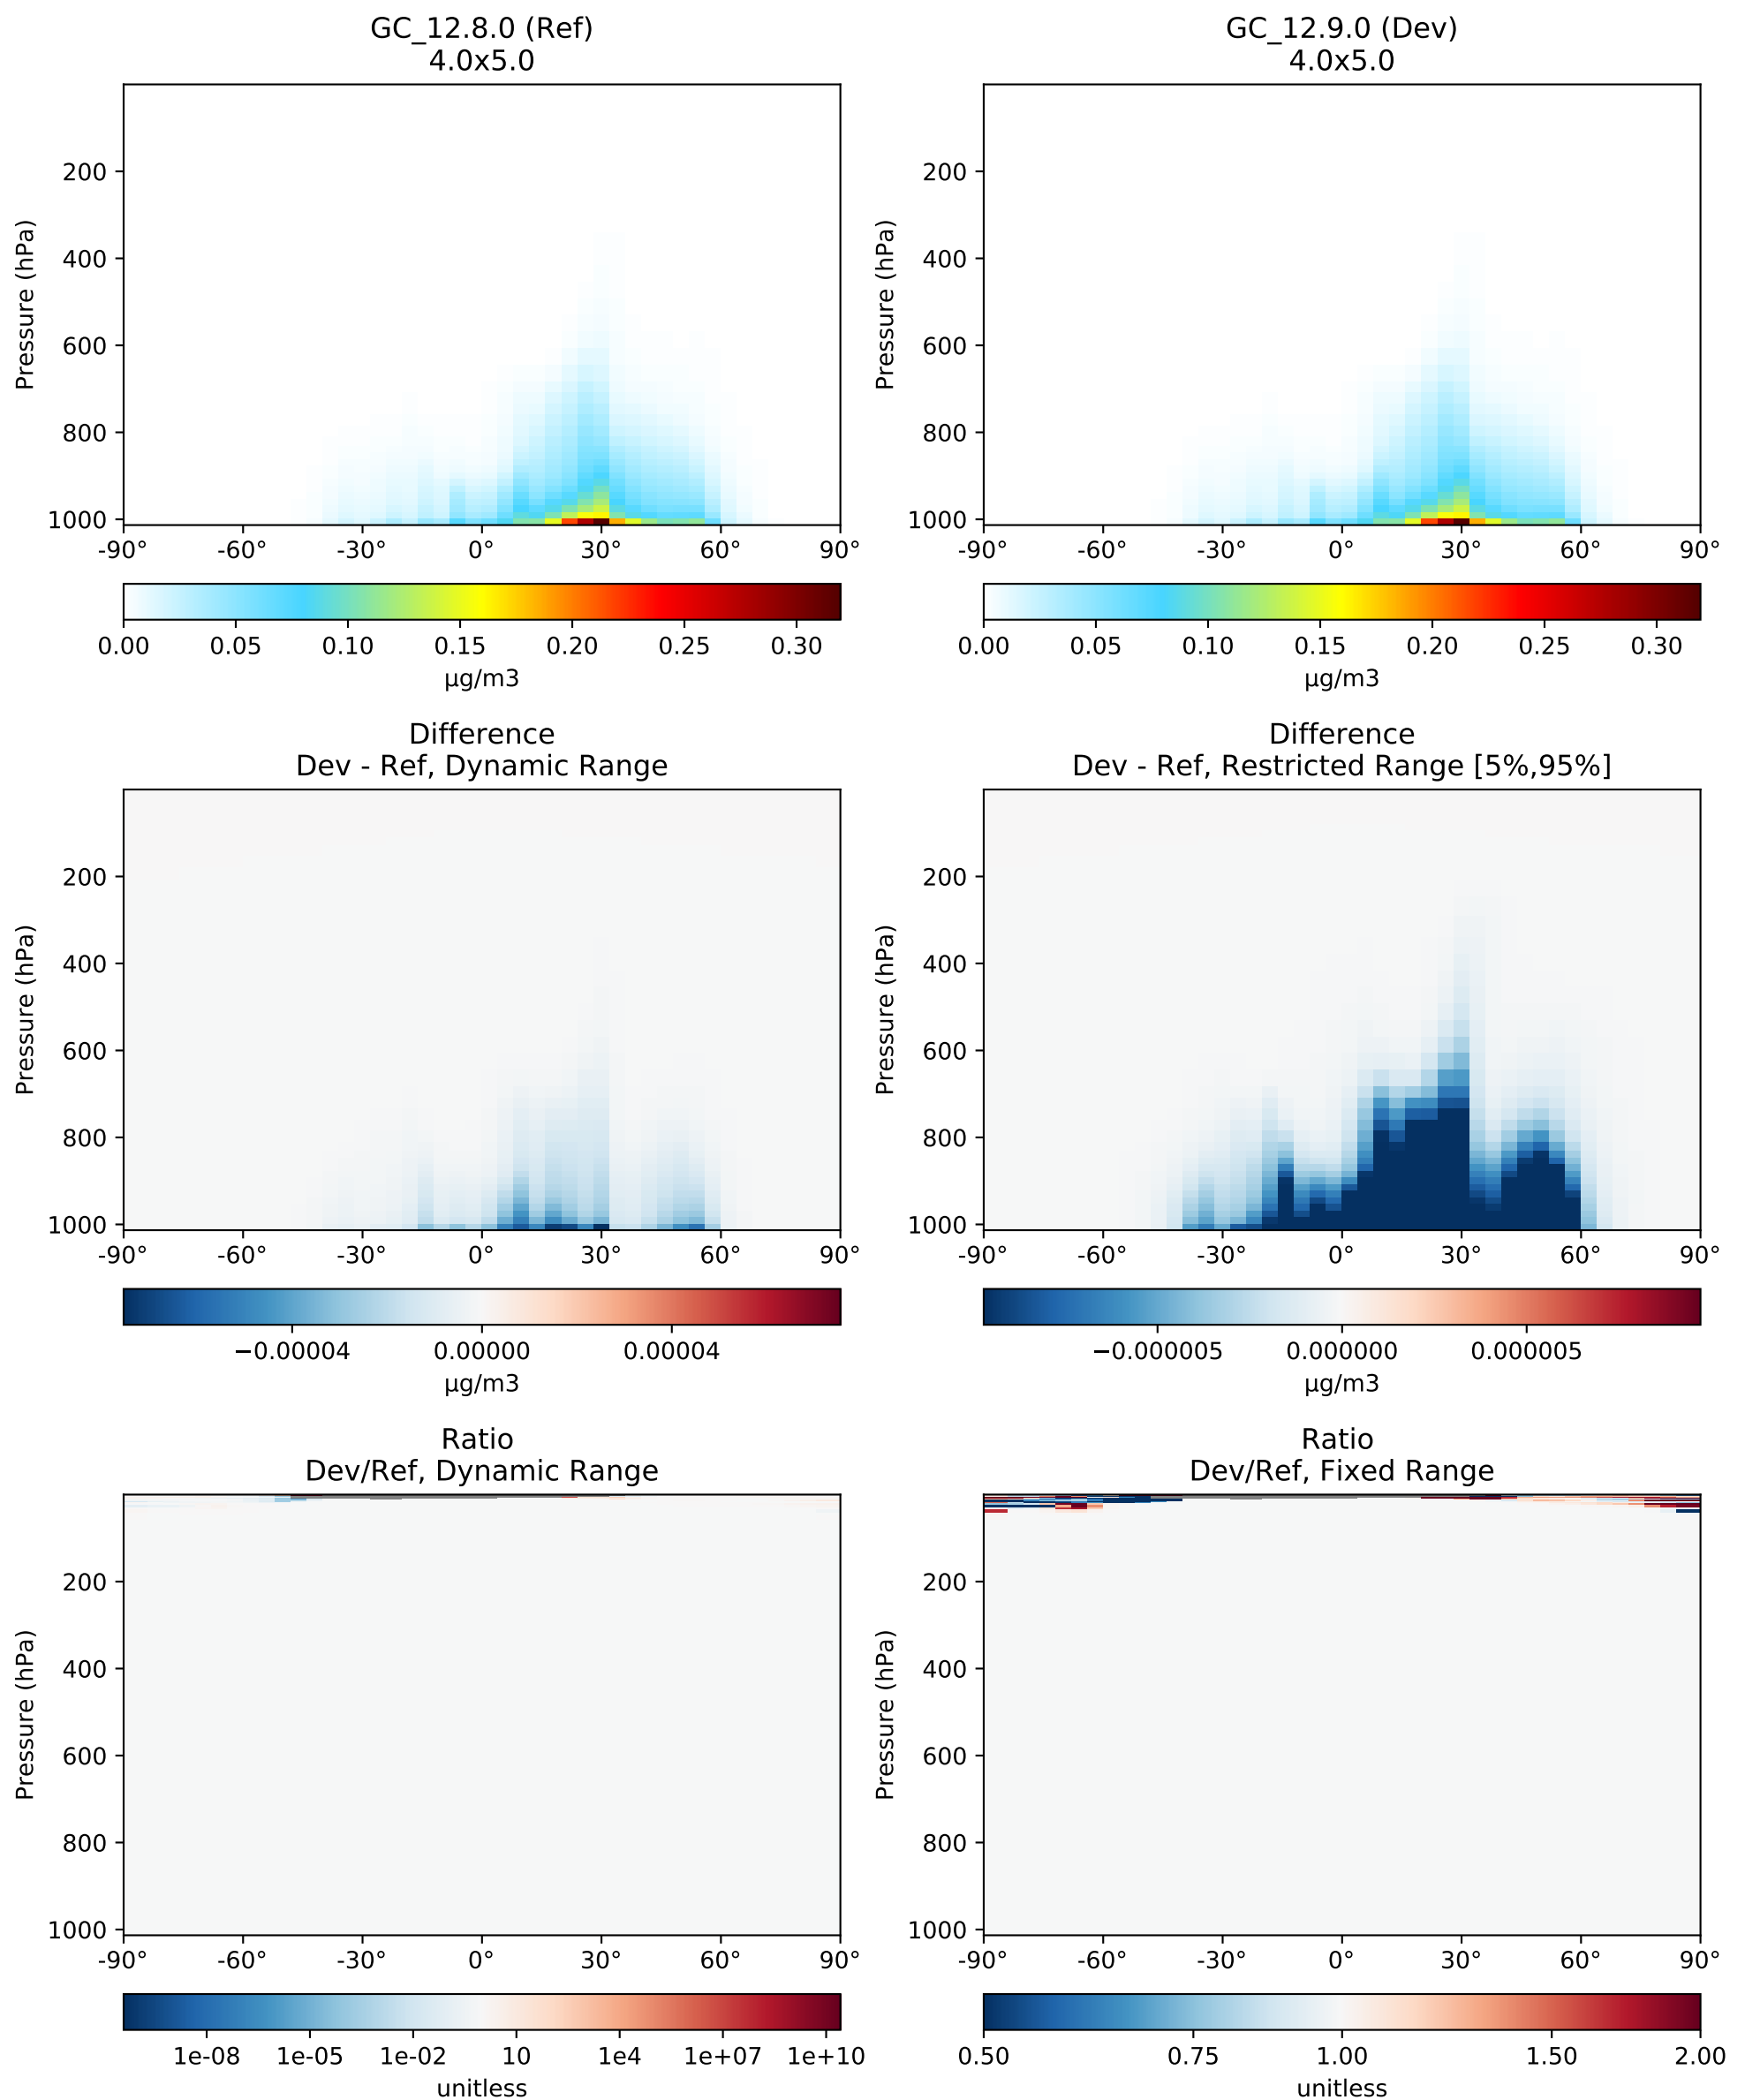 GC_12.8.0 (Ref)
4.0x5.0
Pressure (hPa)
200
400
600
800
1000
-90° -60° -30° 0° 30° 60° 90°
0.00 0.05 0.10 0.15 0.20 0.25 0.30
μg/m3
GC_12.9.0 (Dev)
4.0x5.0
Pressure (hPa)
200
400
600
800
1000
-90° -60° -30° 0° 30° 60° 90°
0.00 0.05 0.10 0.15 0.20 0.25 0.30
μg/m3
Difference
Dev - Ref, Dynamic Range
Pressure (hPa)
200
400
600
800
1000
-90° -60° -30° 0° 30° 60° 90°
−0.00004 0.00000 0.00004
μg/m3
Difference
Dev - Ref, Restricted Range [5%,95%]
Pressure (hPa)
200
400
600
800
1000
-90° -60° -30° 0° 30° 60° 90°
−0.000005 0.000000 0.000005
μg/m3
Ratio
Dev/Ref, Dynamic Range
Pressure (hPa)
200
400
600
800
1000
-90° -60° -30° 0° 30° 60° 90°
1e-08 1e-05 1e-02 10 1e+4 1e+07 1e+10
unitless
Ratio
Dev/Ref, Fixed Range
Pressure (hPa)
200
400
600
800
1000
-90° -60° -30° 0° 30° 60° 90°
0.50 0.75 1.00 1.50 2.00
unitless